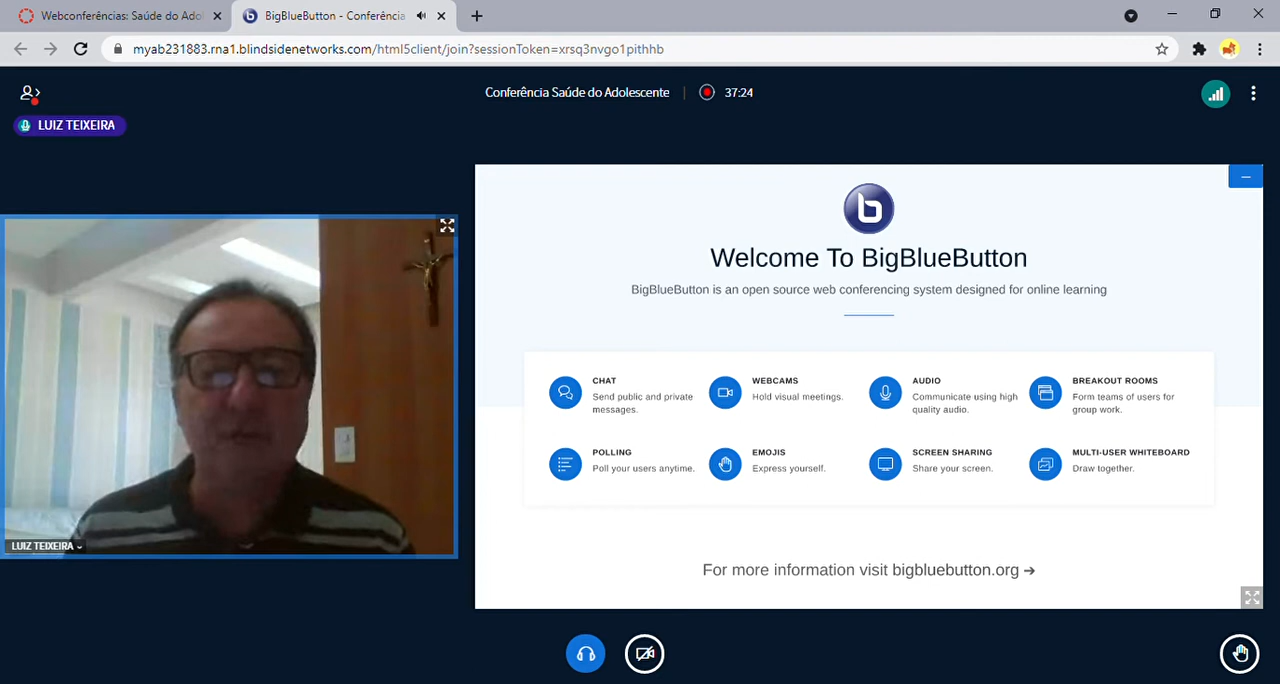 Webconferências: Saúde do Ado
BigBlueButton - Conferência
myab231883.rna1.blindsidenetworks.com/html5client/join?sessionToken=xrsq3nvgo1pithhb
Conferência Saúde do Adolescente | 37:24
LUIZ TEIXEIRA
Welcome To BigBlueButton
BigBlueButton is an open source web conferencing system designed for online learning
CHAT
Send public and private
messages.
WEBCAMS
Hold visual meetings.
AUDIO
Communicate using high
quality audio.
BREAKOUT ROOMS
Form teams of users for
group work.
POLLING
Poll your users anytime.
EMOJIS
Express yourself.
SCREEN SHARING
Share your screen.
MULTI-USER WHITEBOARD
Draw together.
LUIZ TEIXEIRA
For more information visit bigbluebutton.org →